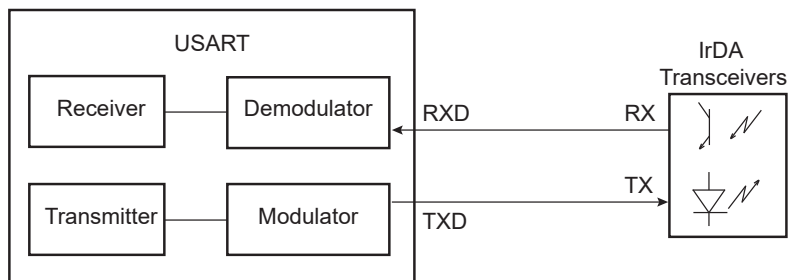 USART
IrDA
Transceivers
Receiver
Demodulator
RXD
RX
Transmitter
Modulator
TXD
TX